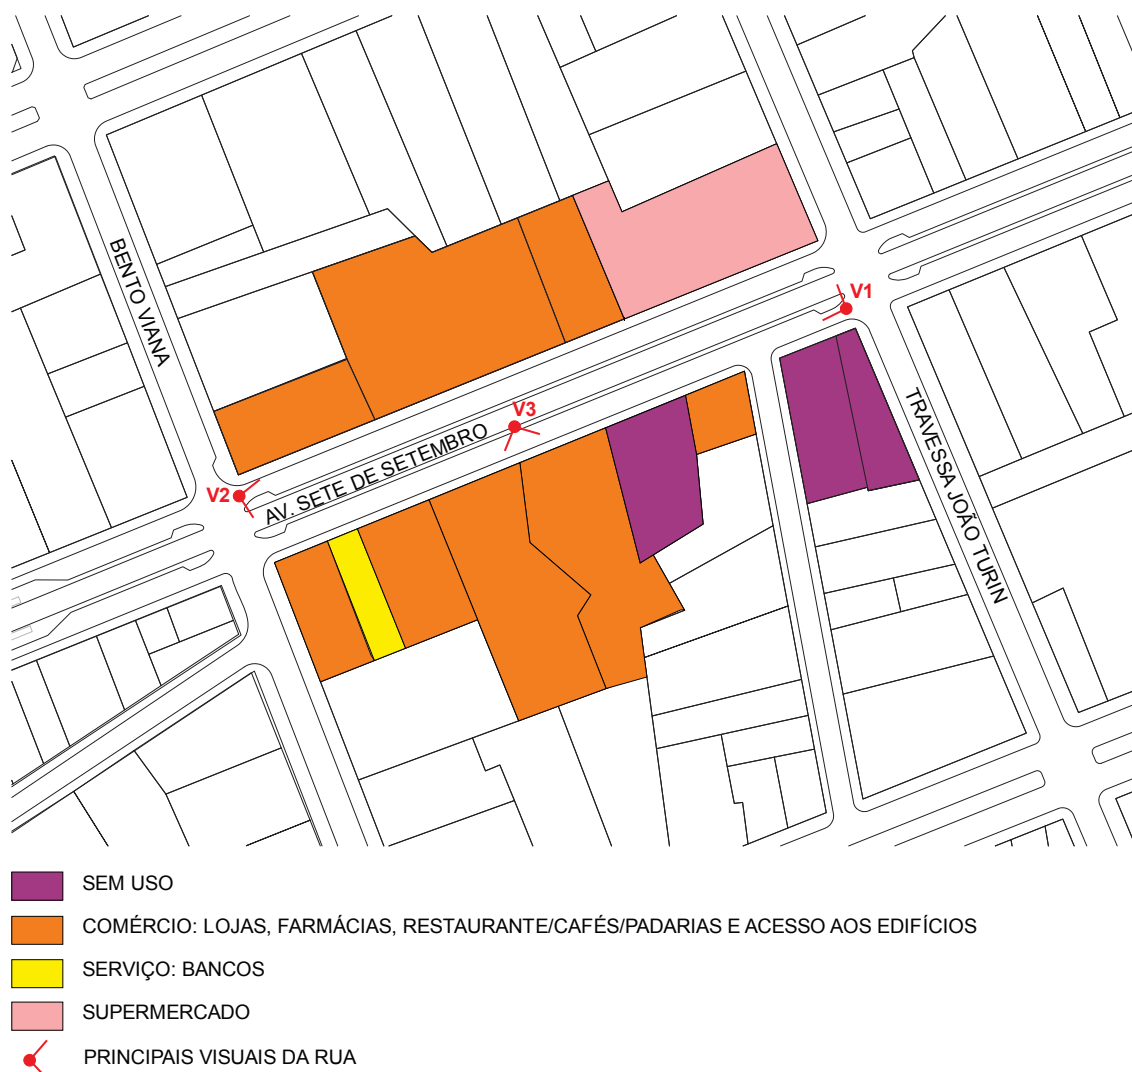 BENTO VIANA
V1
V3
AV. SETE DE SETEMBRO
V2
TRAVESSA JOÃO TURIN
SEM USO
COMÉRCIO: LOJAS, FARMÁCIAS, RESTAURANTE/CAFÉS/PADARIAS E ACESSO AOS EDIFÍCIOS
SERVIÇO: BANCOS
SUPERMERCADO
PRINCIPAIS VISUAIS DA RUA